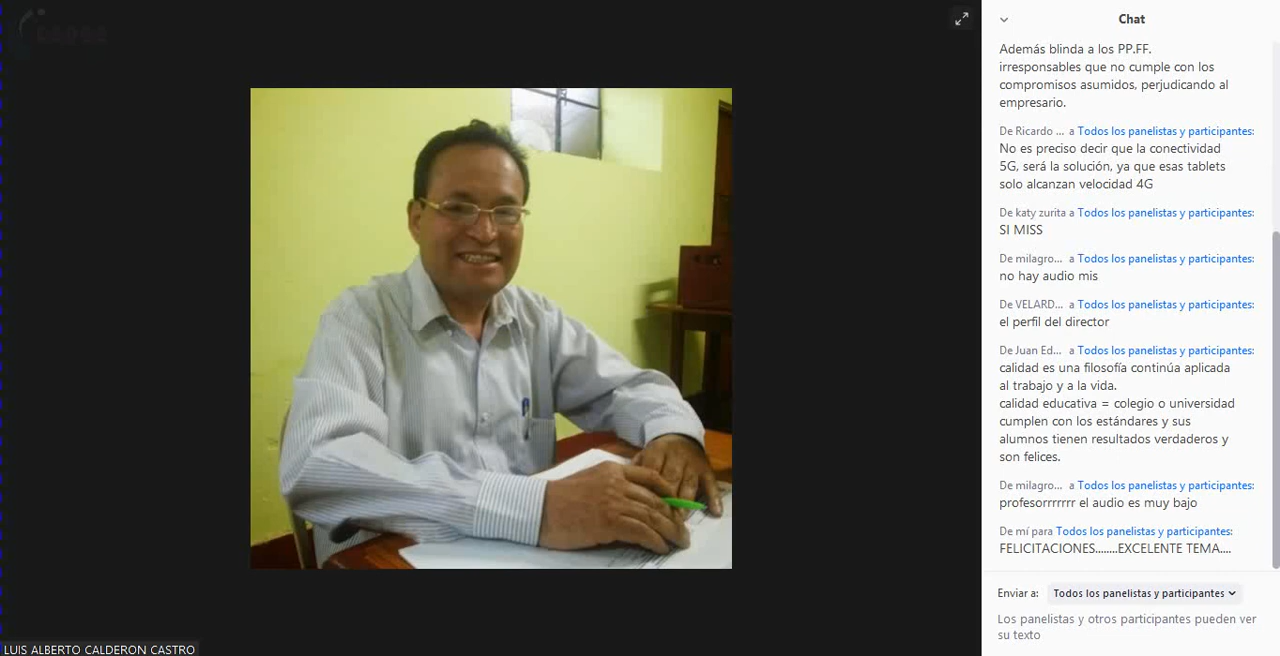 LUIS ALBERTO CALDERON CASTRO
Chat
Además blinda a los PP.FF.
irresponsables que no cumple con los
compromisos asumidos, perjudicando al
empresario.
De Ricardo ... a Todos los panelistas y participantes:
No es preciso decir que la conectividad
5G, será la solución, ya que esas tablets
solo alcanzan velocidad 4G
De katy zurita a Todos los panelistas y participantes:
SI MISS
De milagro... a Todos los panelistas y participantes:
no hay audio mis
De VELARD... a Todos los panelistas y participantes:
el perfil del director
De Juan Ed... a Todos los panelistas y participantes:
calidad es una filosofía continúa aplicada
al trabajo y a la vida.
calidad educativa = colegio o universidad
cumplen con los estándares y sus
alumnos tienen resultados verdaderos y
son felices.
De milagro... a Todos los panelistas y participantes:
profesorrrrrrr el audio es muy bajo
De mí para Todos los panelistas y participantes:
FELICITACIONES........EXCELENTE TEMA....
Enviar a: Todos los panelistas y participantes
Los panelistas y otros participantes pueden ver
su texto